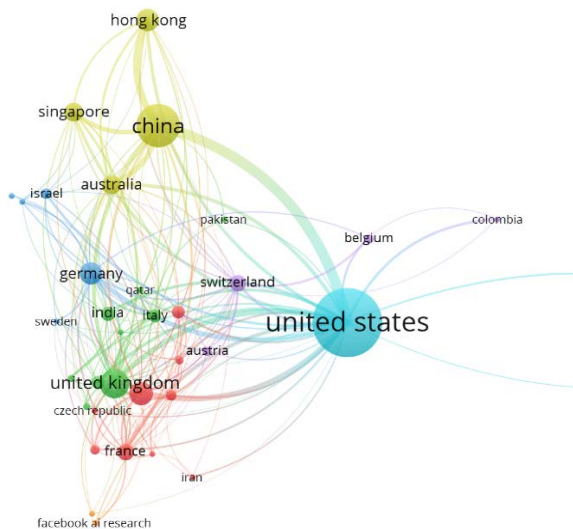 hong kong
singapore
china
israel
australia
pakistan
colombia
belgium
germany
qatar
switzerland
india
italy
sweden
united states
austria
united kingdom
czech republic
france
iran
facebook ai research